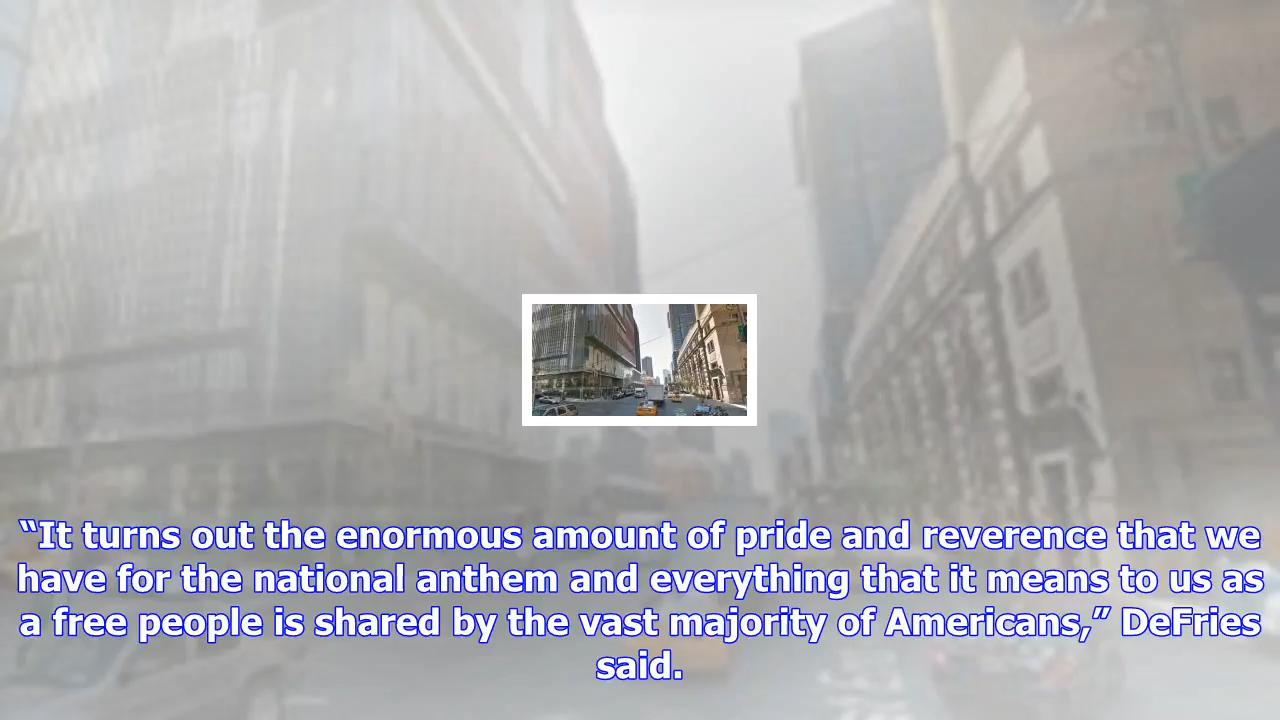 “It turns out the enormous amount of pride and reverence that we
have for the national anthem and everything that it means to us as
a free people is shared by the vast majority of Americans,” DeFries
said.